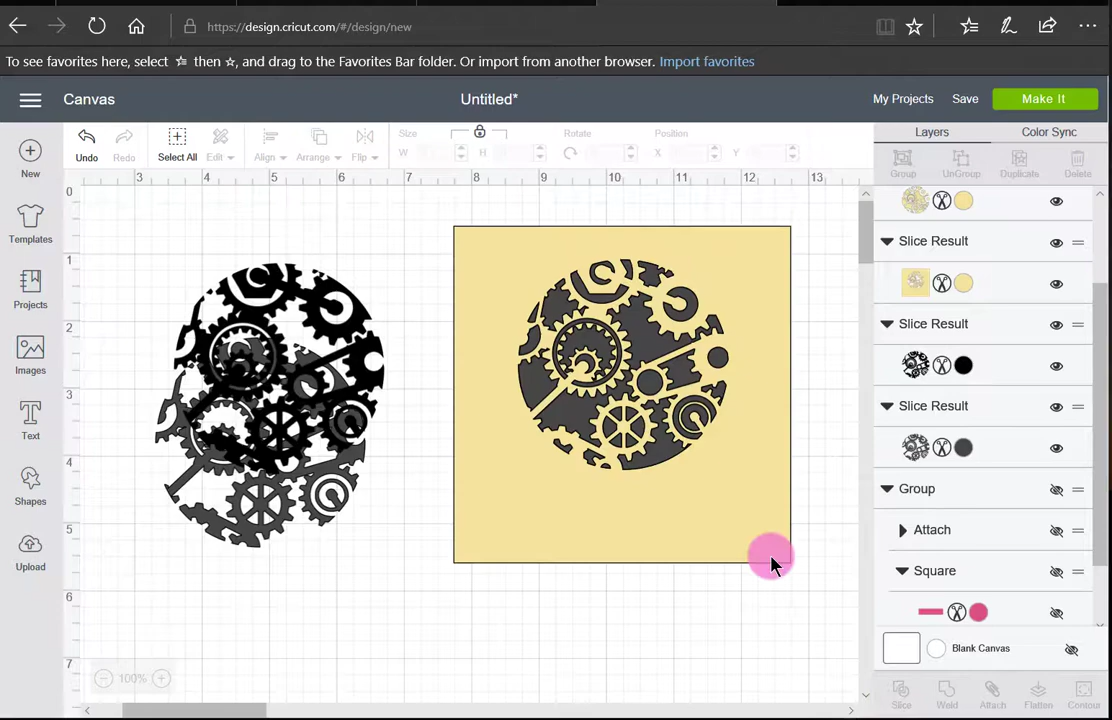 https://design.cricut.com/#/design/new
To see favorites here, select then , and drag to the Favorites Bar folder. Or import from another browser. Import favorites
Canvas
Untitled*
My Projects
Save
Make It
Undo
Redo
Select All
Edit
Align
Arrange
Flip
Size
W
H
Rotate
Position
X
Y
Layers
Color Sync
Group
UnGroup
Duplicate
Delete
New
Templates
Projects
Images
Text
Shapes
Upload
3 4 5 6 7 8 9 10 11 12 13
0
1
2
3
4
5
6
7
Slice Result
Slice Result
Slice Result
Group
Attach
Square
Blank Canvas
100%
Slice
Weld
Attach
Flatten
Contour